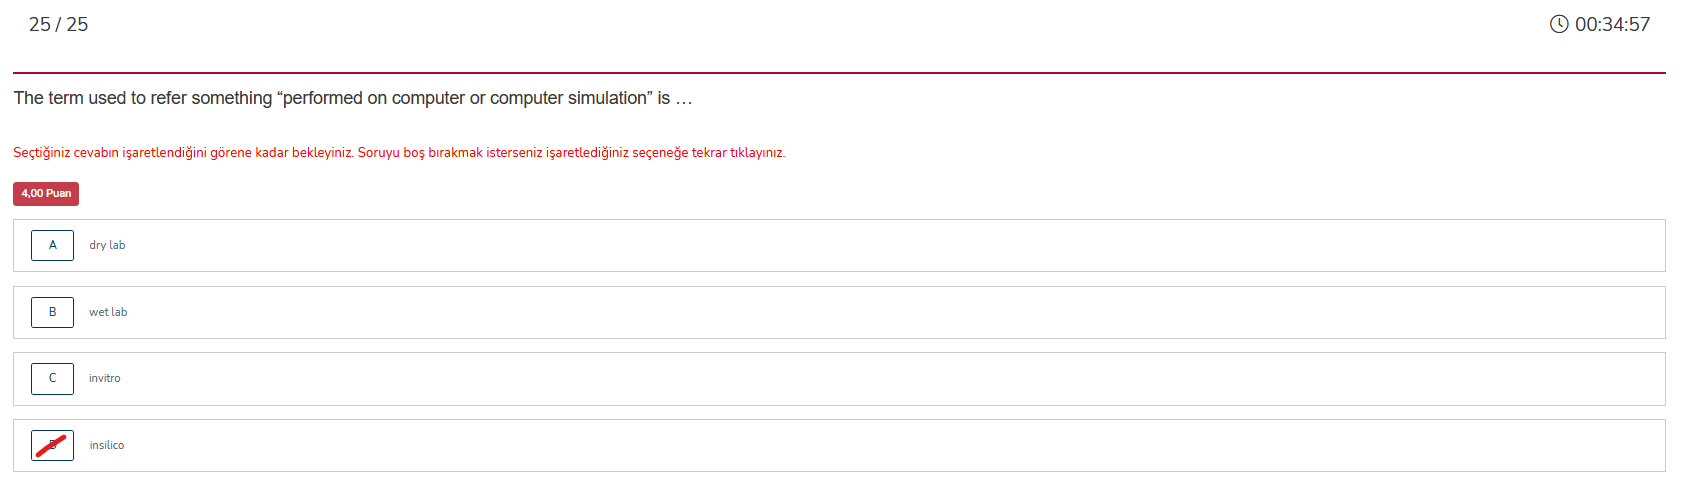 25 / 25
00:34:57
The term used to refer something “performed on computer or computer simulation” is …
Seçtiğiniz cevabın işaretlendiğini görene kadar bekleyiniz. Soruyu boş bırakmak isterseniz işaretlediğiniz seçeneğe tekrar tıklayınız.
4,00 Puan
A dry lab
B wet lab
C invitro
D insilico